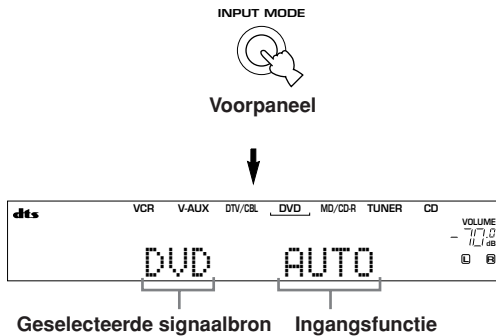 INPUT MODE
Voorpaneel
dts VCR V-AUX DTV/CBL DVD MD/CD-R TUNER CD
VOLUME
dB
L R
DVD AUTO
Geselecteerde signaalbron Ingangsfunctie